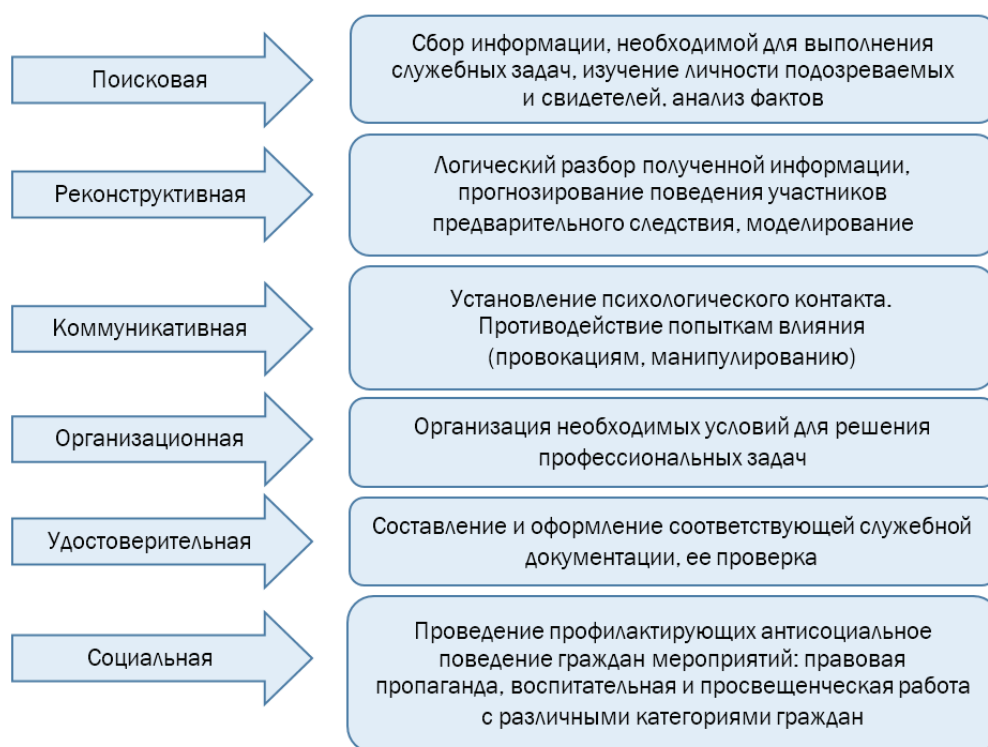 Поисковая
Сбор информации, необходимой для выполнения
служебных задач, изучение личности подозреваемых
и свидетелей, анализ фактов
Реконструктивная
Логический разбор полученной информации,
прогнозирование поведения участников
предварительного следствия, моделирование
Коммуникативная
Установление психологического контакта.
Противодействие попыткам влияния
(провокациям, манипулированию)
Организационная
Организация необходимых условий для решения
профессиональных задач
Удостоверительная
Составление и оформление соответствующей служебной
документации, ее проверка
Социальная
Проведение профилактирующих антисоциальное
поведение граждан мероприятий: правовая
пропаганда, воспитательная и просвещенческая работа
с различными категориями граждан